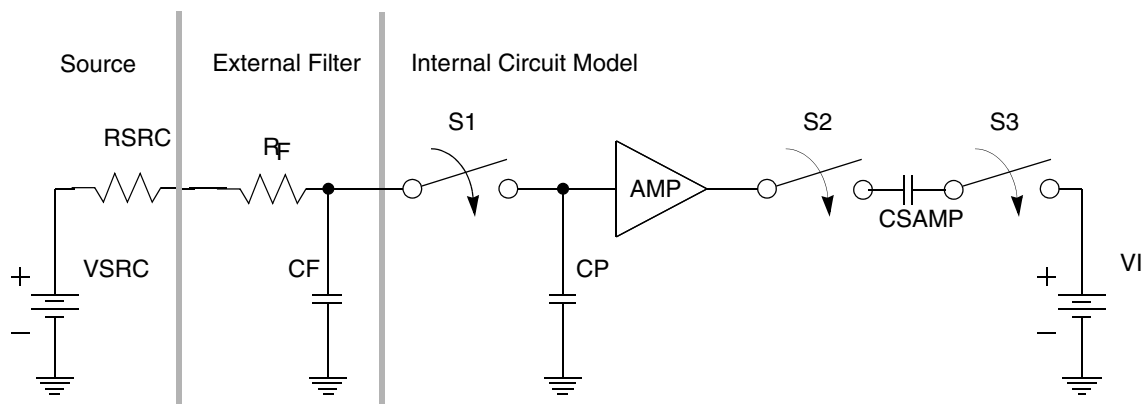 Source
External Filter
Internal Circuit Model
RSRC
RF
S1
S2
S3
AMP
CSAMP
+
VSRC
–
CF
CP
+
VI
–